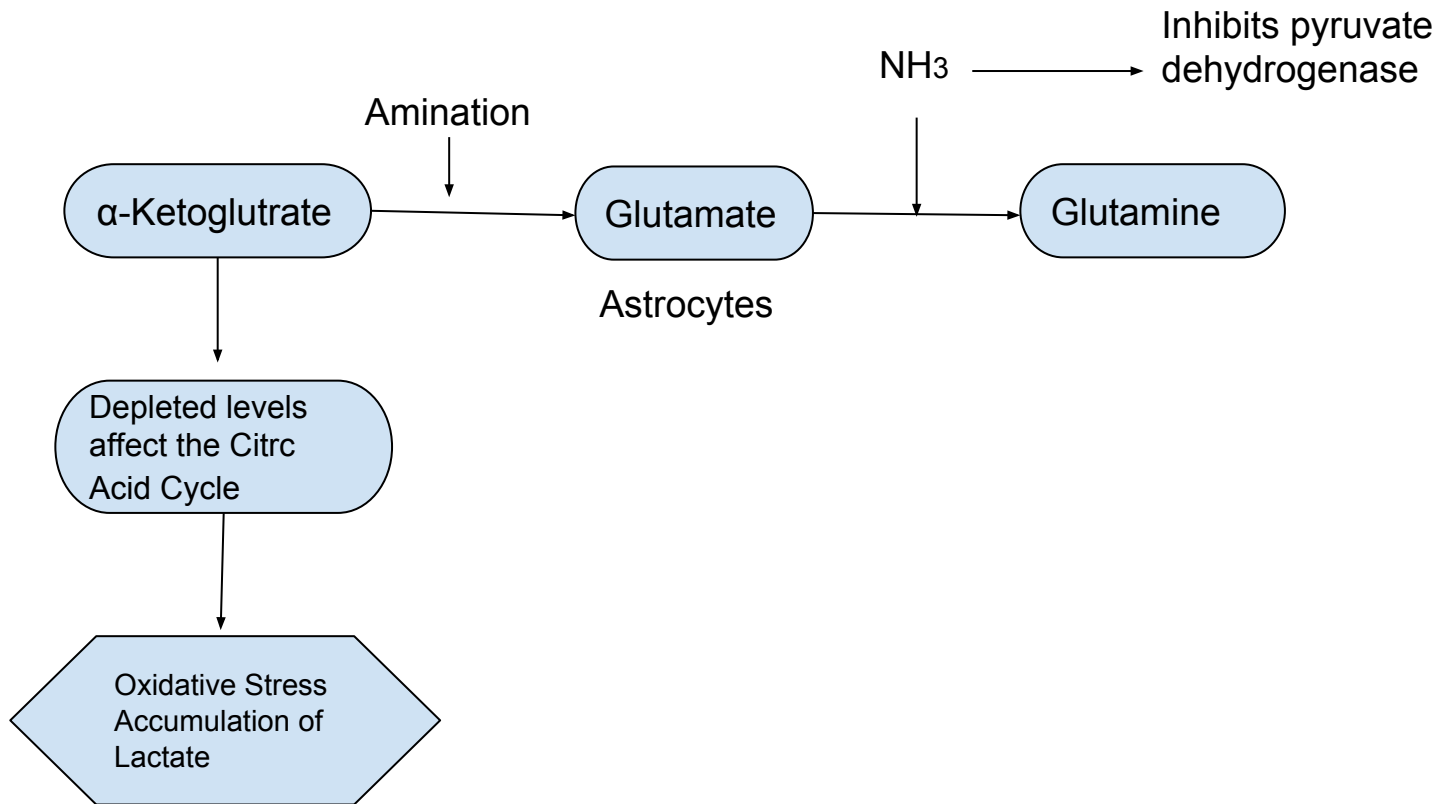 Inhibits pyruvate
dehydrogenase
NH3
Amination
α-Ketoglutrate
Glutamate
Glutamine
Astrocytes
Depleted levels
affect the Citrc
Acid Cycle
Oxidative Stress
Accumulation of
Lactate